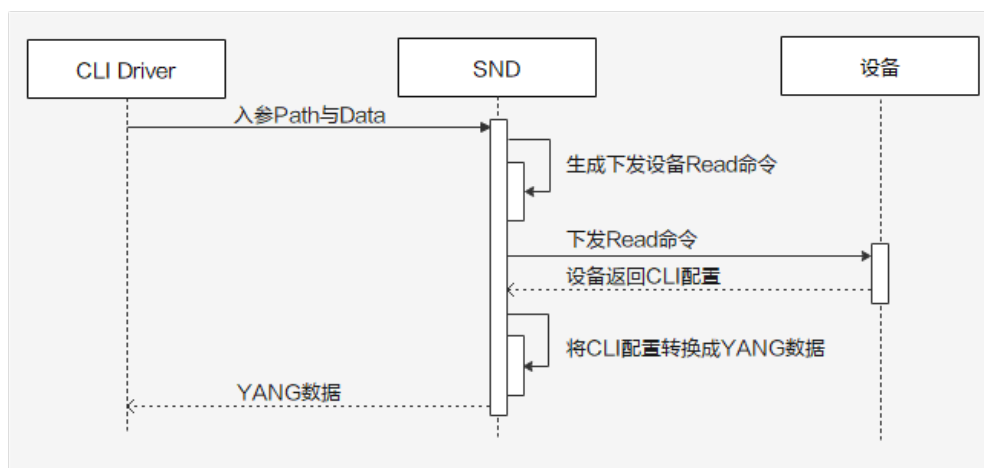 CLI Driver
SND
设备
入参Path与Data
生成下发设备Read命令
下发Read命令
设备返回CLI配置
将CLI配置转换成YANG数据
YANG数据